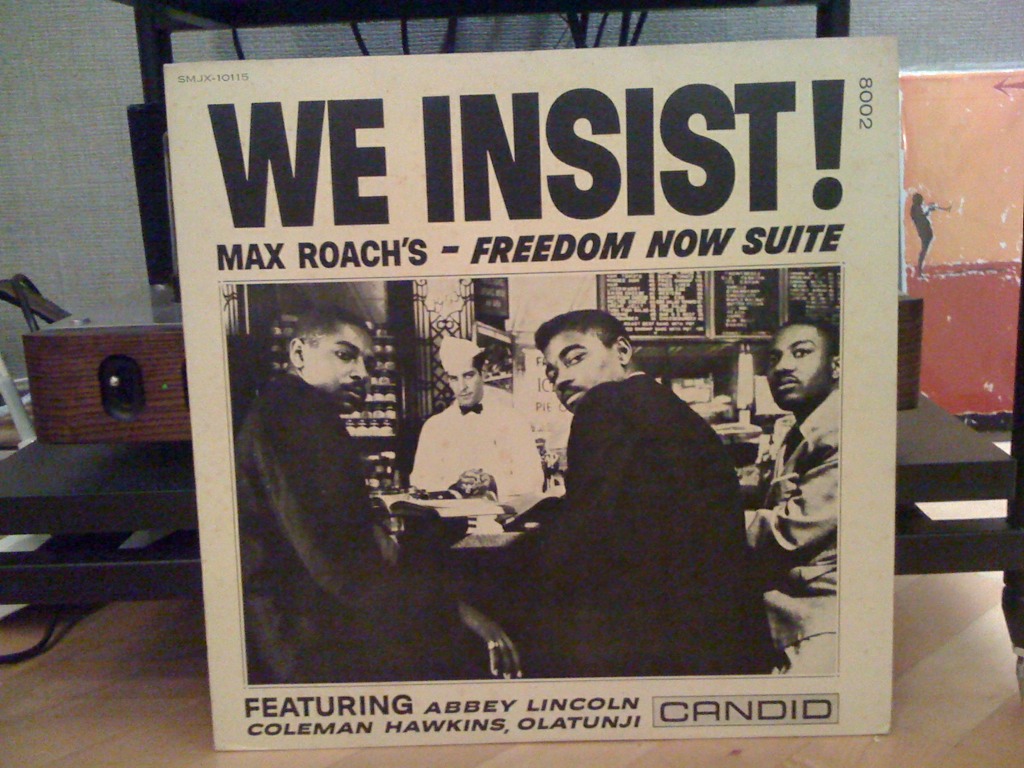 SMJX-10115
8002
WE INSIST!
MAX ROACH'S - FREEDOM NOW SUITE
FEATURING ABBEY LINCOLN
COLEMAN HAWKINS, OLATUNJI
CANDID